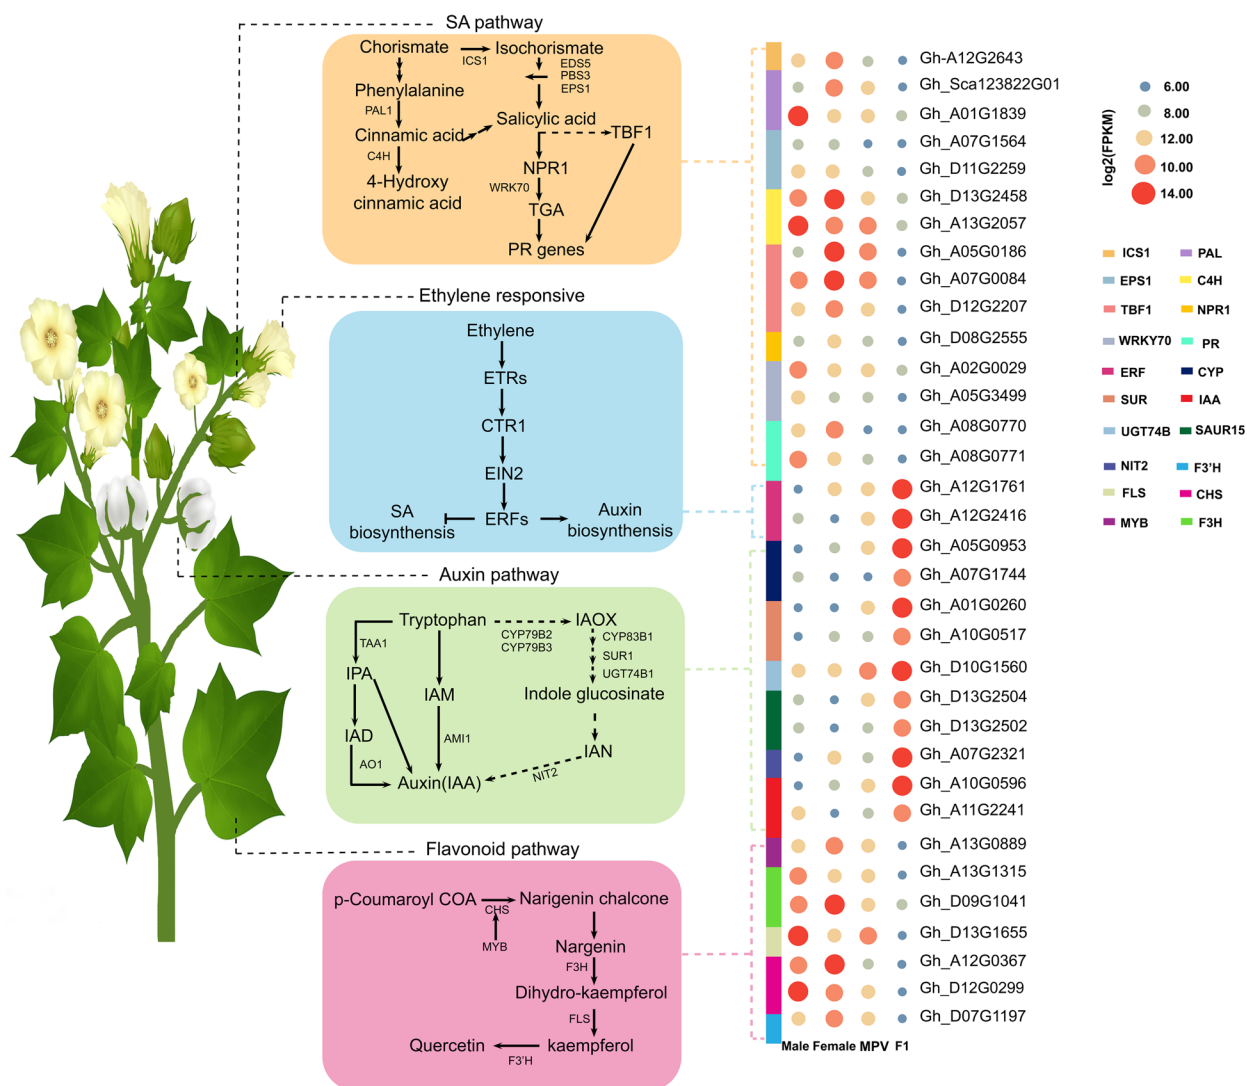 SA pathway
Chorismate
Isochorismate
ICS1
EDS5
PBS3
EPS1
Phenylalanine
PAL1
Salicylic acid
Cinnamic acid
TBF1
C4H
NPR1
4-Hydroxy
cinnamic acid
WRK70
TGA
PR genes
Ethylene responsive
Ethylene
ETRs
CTR1
EIN2
SA
biosynthensis
ERFs
Auxin
biosynthensis
Auxin pathway
Tryptophan
IAOX
CYP79B2
CYP79B3
CYP83B1
TAA1
SUR1
IPA
UGT74B1
IAM
Indole glucosinate
IAD
AMI1
IAN
AO1
NIT2
Auxin(IAA)
Flavonoid pathway
p-Coumaroyl COA
CHS
Narigenin chalcone
MYB
Nargenin
F3H
Dihydro-kaempferol
FLS
Quercetin
kaempferol
F3'H
Gh-A12G2643
Gh_Sca123822G01
Gh_A01G1839
Gh_A07G1564
Gh_D11G2259
Gh_D13G2458
Gh_A13G2057
Gh_A05G0186
Gh_A07G0084
Gh_D12G2207
Gh_D08G2555
Gh_A02G0029
Gh_A05G3499
Gh_A08G0770
Gh_A08G0771
Gh_A12G1761
Gh_A12G2416
Gh_A05G0953
Gh_A07G1744
Gh_A01G0260
Gh_A10G0517
Gh_D10G1560
Gh_D13G2504
Gh_D13G2502
Gh_A07G2321
Gh_A10G0596
Gh_A11G2241
Gh_A13G0889
Gh_A13G1315
Gh_D09G1041
Gh_D13G1655
Gh_A12G0367
Gh_D12G0299
Gh_D07G1197
Male Female MPV F1
log2(FPKM)
6.00
8.00
12.00
10.00
14.00
ICS1 PAL
EPS1 C4H
TBF1 NPR1
WRKY70 PR
ERF CYP
SUR IAA
UGT74B SAUR15
NIT2 F3'H
FLS CHS
MYB F3H